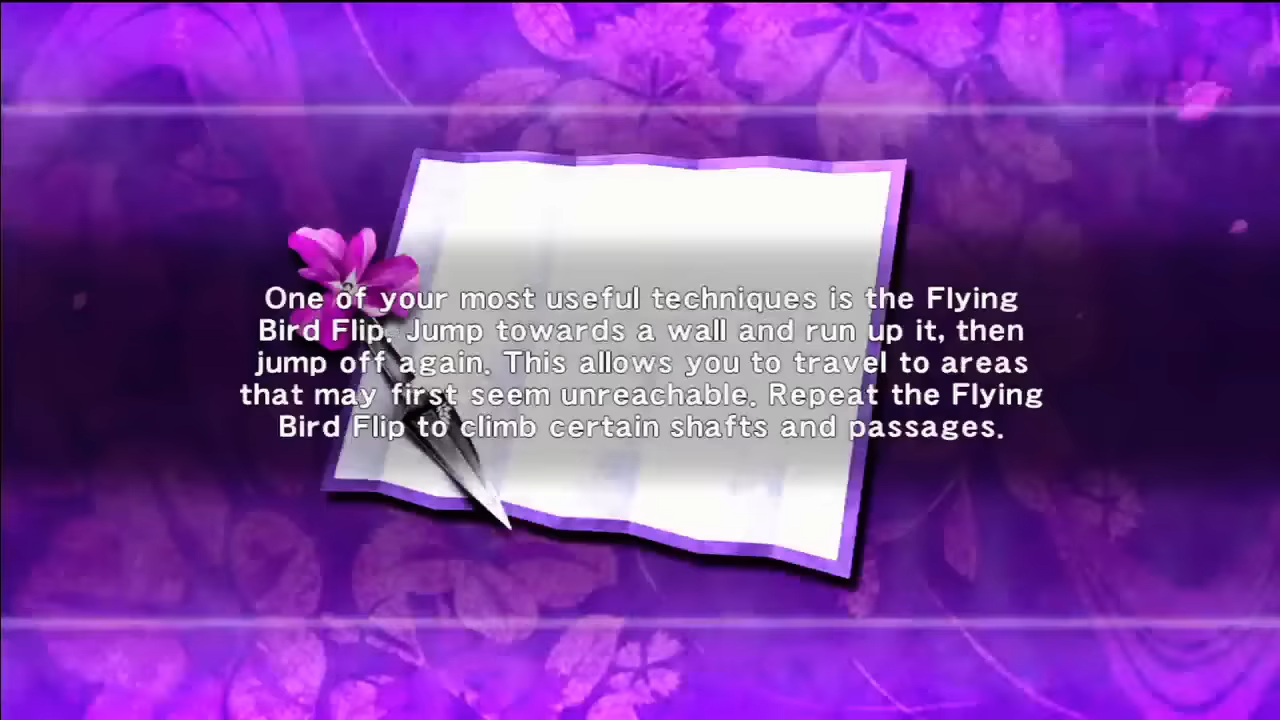 One of your most useful techniques is the Flying
Bird Flip. Jump towards a wall and run up it, then
jump off again. This allows you to travel to areas
that may first seem unreachable. Repeat the Flying
Bird Flip to climb certain shafts and passages.